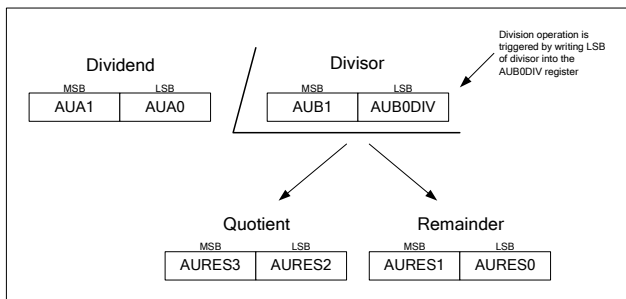 Division operation is
triggered by writing LSB
of divisor into the
AUB0DIV register
Dividend
Divisor
MSB LSB
AUA1 AUA0
MSB LSB
AUB1 AUB0DIV
Quotient
Remainder
MSB LSB
AURES3 AURES2
MSB LSB
AURES1 AURES0